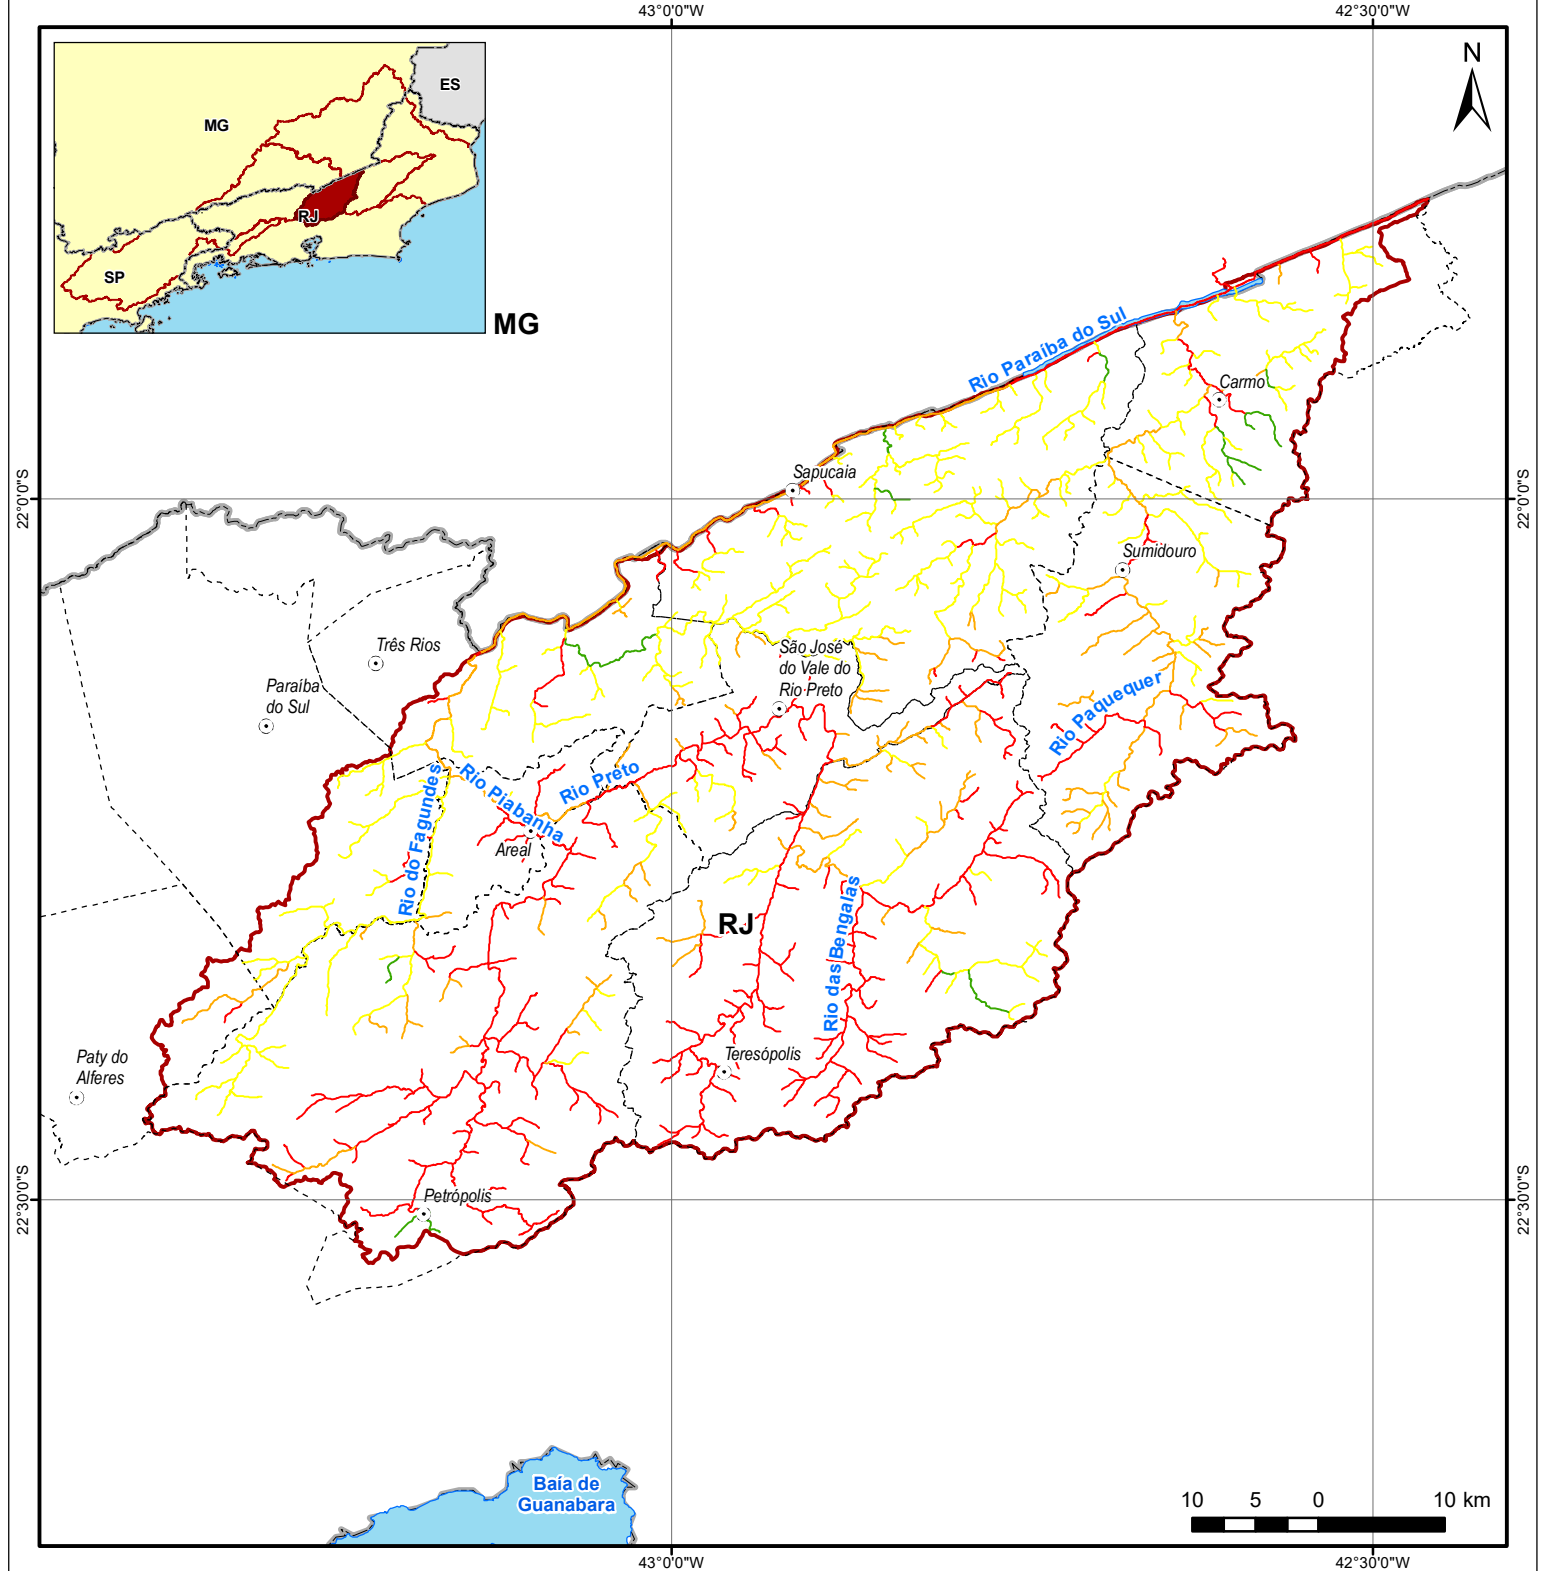 43°0'0"W
42°30'0"W
ES
MG
RJ
SP
N
MG
Rio Paraíba do Sul
Carmo
Sapucaia
22°0'0"S
22°0'0"S
Sumidouro
Três Rios
São José
do Vale do
Rio Preto
Paraíba
do Sul
Rio Paquequer
Rio do Fagundes
Rio Piabanha
Rio Preto
Areal
RJ
Rio das Bengalas
Teresópolis
Paty do
Alferes
Petrópolis
22°30'0"S
22°30'0"S
Baía de
Guanabara
10 5 0 10 km
43°0'0"W
42°30'0"W